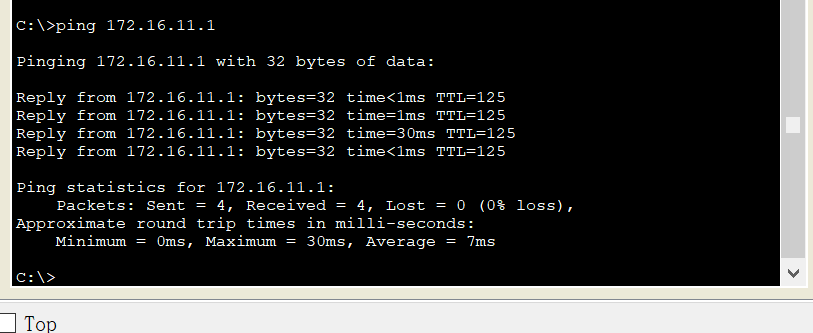 C:\>ping 172.16.11.1
Pinging 172.16.11.1 with 32 bytes of data:
Reply from 172.16.11.1: bytes=32 time<1ms TTL=125
Reply from 172.16.11.1: bytes=32 time=1ms TTL=125
Reply from 172.16.11.1: bytes=32 time=30ms TTL=125
Reply from 172.16.11.1: bytes=32 time<1ms TTL=125
Ping statistics for 172.16.11.1:
    Packets: Sent = 4, Received = 4, Lost = 0 (0% loss),
Approximate round trip times in milli-seconds:
    Minimum = 0ms, Maximum = 30ms, Average = 7ms
C:\>
Top